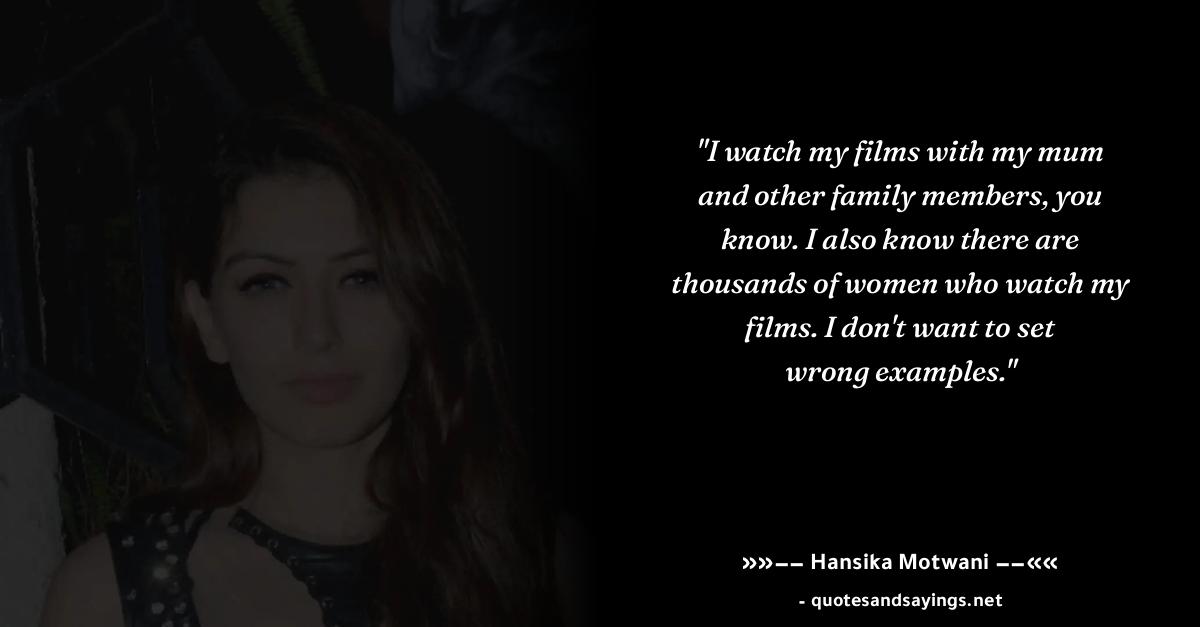 "I watch my films with my mum
and other family members, you
know. I also know there are
thousands of women who watch my
films. I don't want to set
wrong examples."
»»−− Hansika Motwani −−««
- quotesandsayings.net